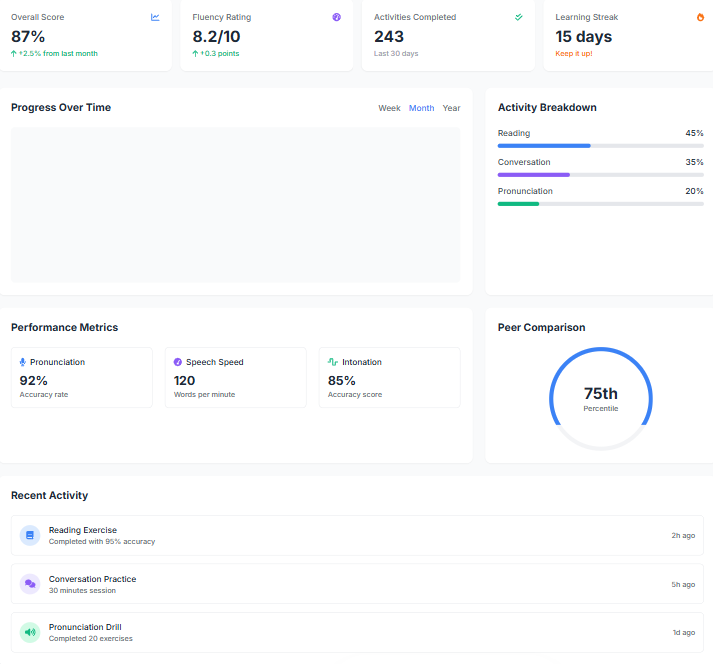 Overall Score
87%
+2.5% from last month
Fluency Rating
8.2/10
+0.3 points
Activities Completed
243
Last 30 days
Learning Streak
15 days
Keep it up!
Progress Over Time
Week Month Year
Activity Breakdown
Reading 45%
Conversation 35%
Pronunciation 20%
Performance Metrics
Pronunciation
92%
Accuracy rate
Speech Speed
120
Words per minute
Intonation
85%
Accuracy score
Peer Comparison
75th
Percentile
Recent Activity
Reading Exercise
Completed with 95% accuracy
2h ago
Conversation Practice
30 minutes session
5h ago
Pronunciation Drill
Completed 20 exercises
1d ago